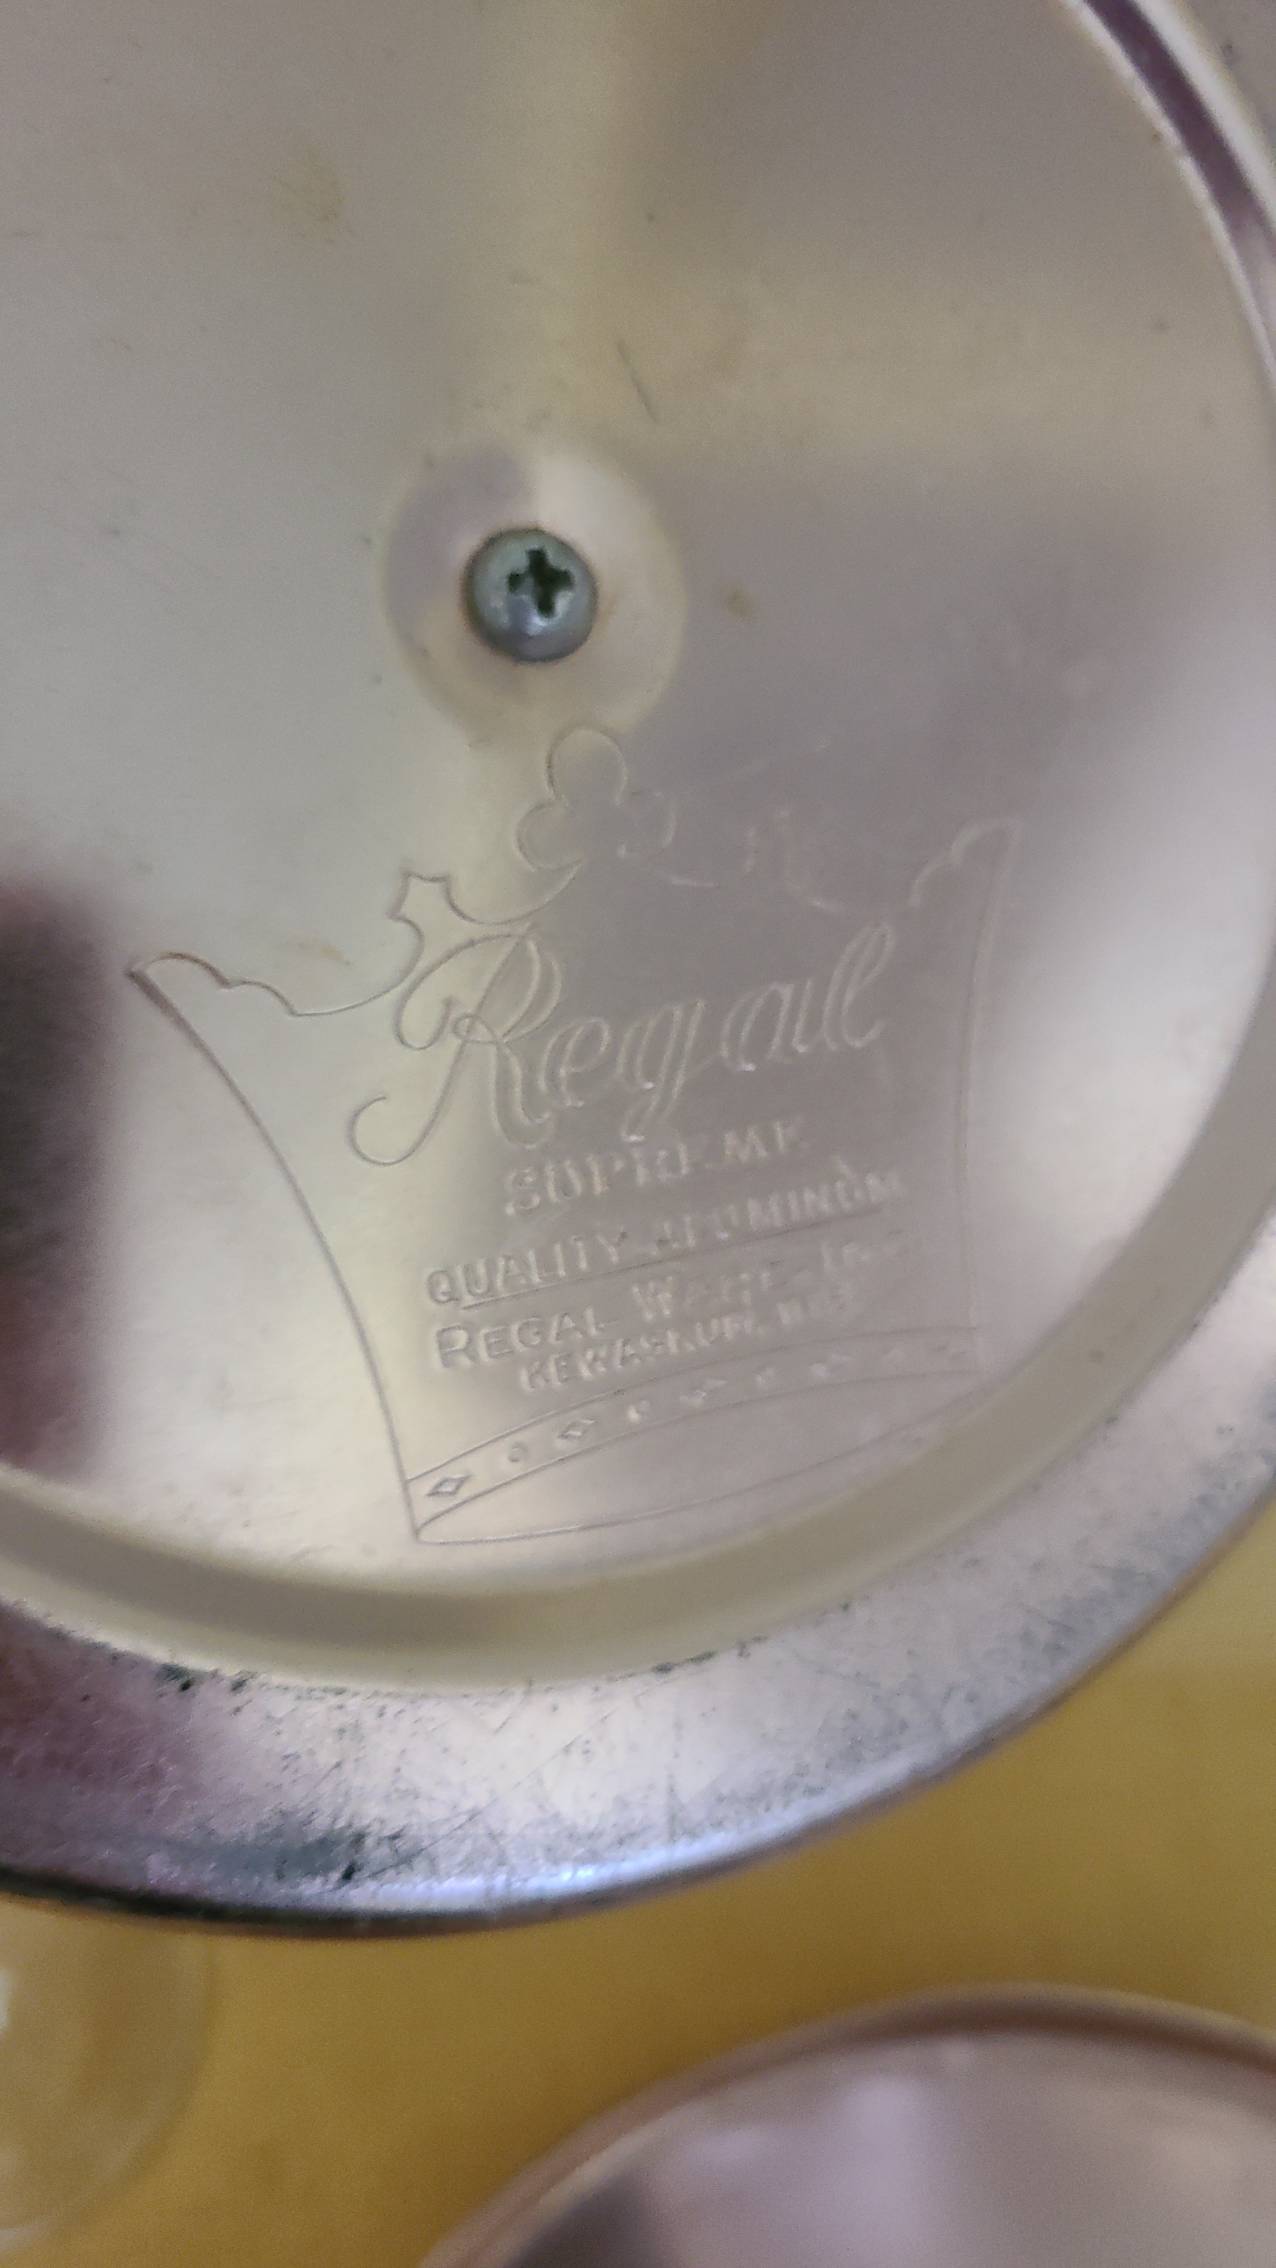 Regal
SUPREME
QUALITY ALUMINUM
REGAL WARE, INC.
KEWASKUM, WIS.